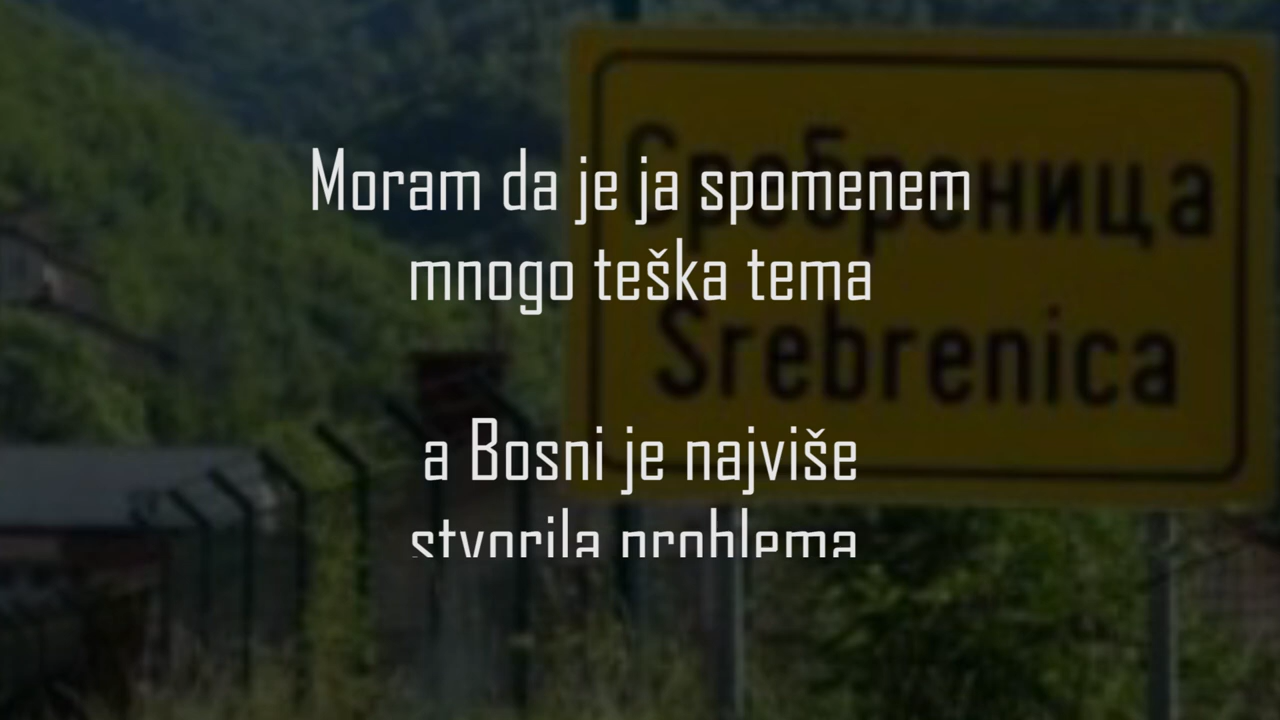 Moram da je ja spomenem
mnogo teška tema
a Bosni je najviše
stvorila problema
Сребреница
Srebrenica